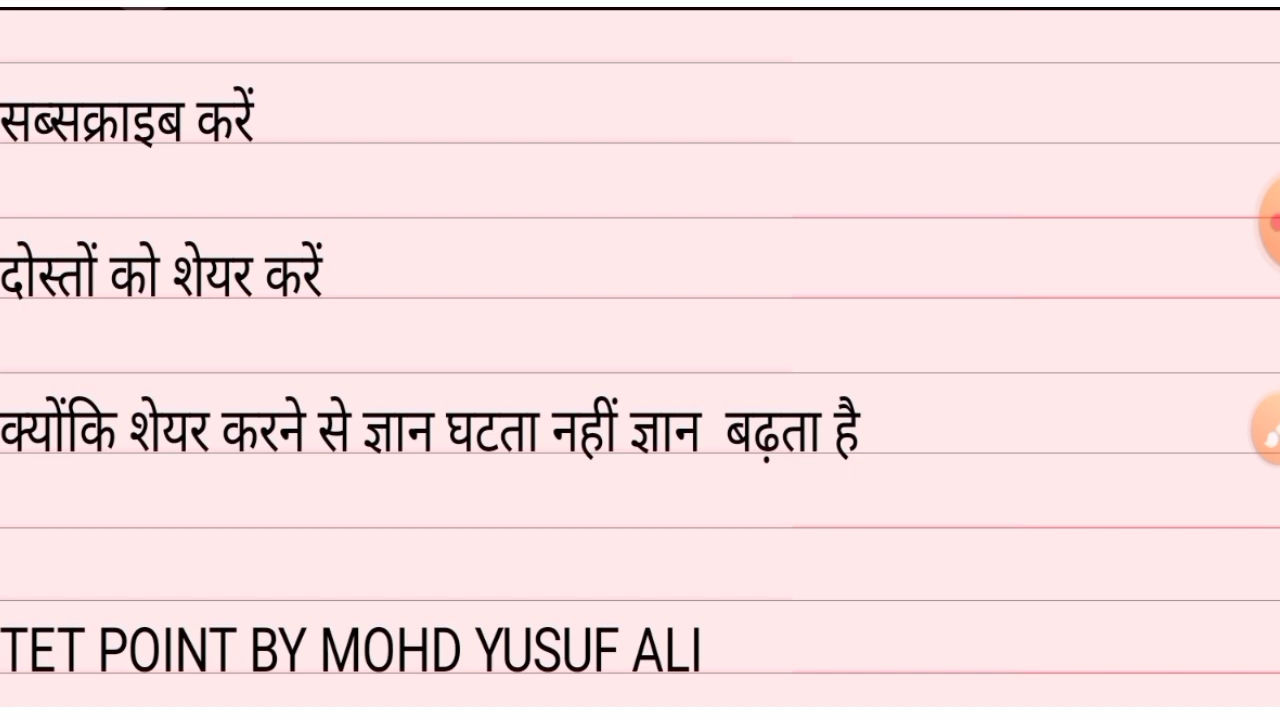 सब्सक्राइब करें
दोस्तों को शेयर करें
क्योंकि शेयर करने से ज्ञान घटता नहीं ज्ञान  बढ़ता है
TET POINT BY MOHD YUSUF ALI